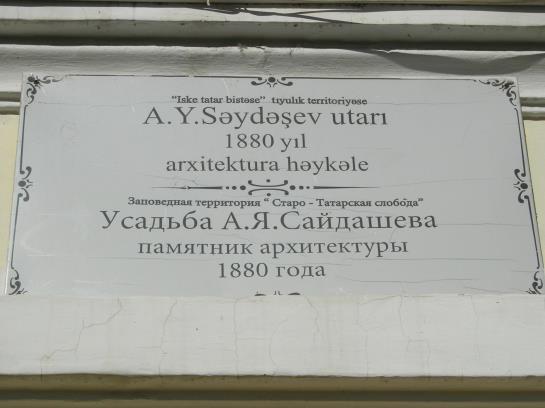 "Iske tatar bistəse" tıyulık territoriyəse
A.Y.Səydəşev utarı
1880 yıl
arxitektura həykəle
Заповедная территория " Старо - Татарская слобода"
Усадьба А.Я.Сайдашева
памятник архитектуры
1880 года